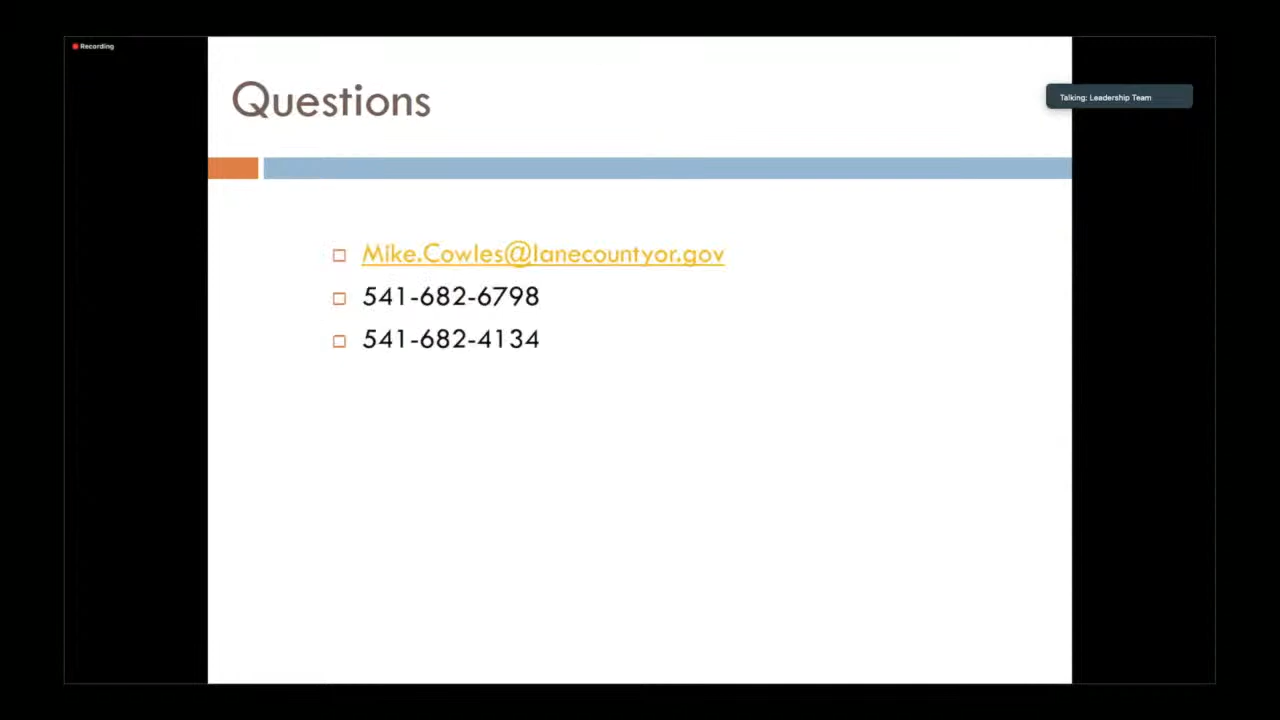 Recording
Questions
Talking: Leadership Team
Mike.Cowles@lanecountyor.gov
541-682-6798
541-682-4134